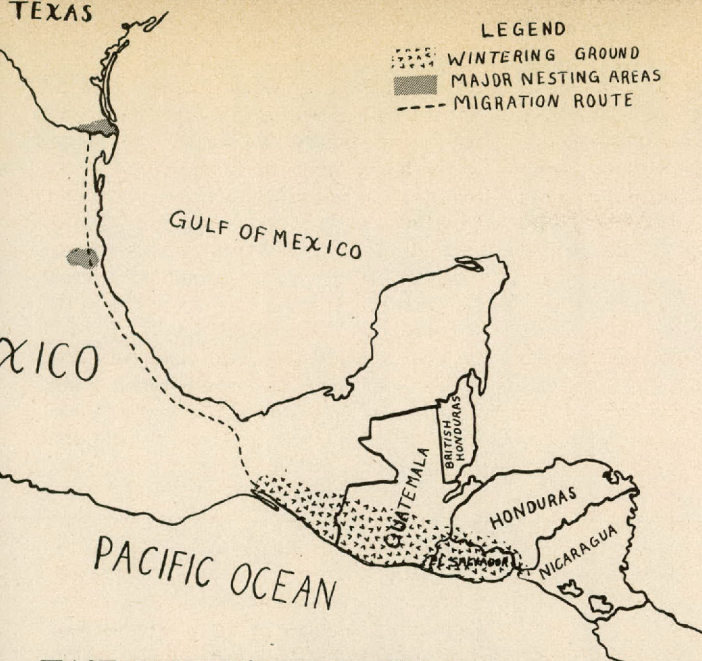 TEXAS
LEGEND
WINTERING GROUND
MAJOR NESTING AREAS
MIGRATION ROUTE
GULF OF MEXICO
XICO
BRITISH
HONDURAS
GUATEMALA
HONDURAS
EL SALVADOR
NICARAGUA
PACIFIC OCEAN